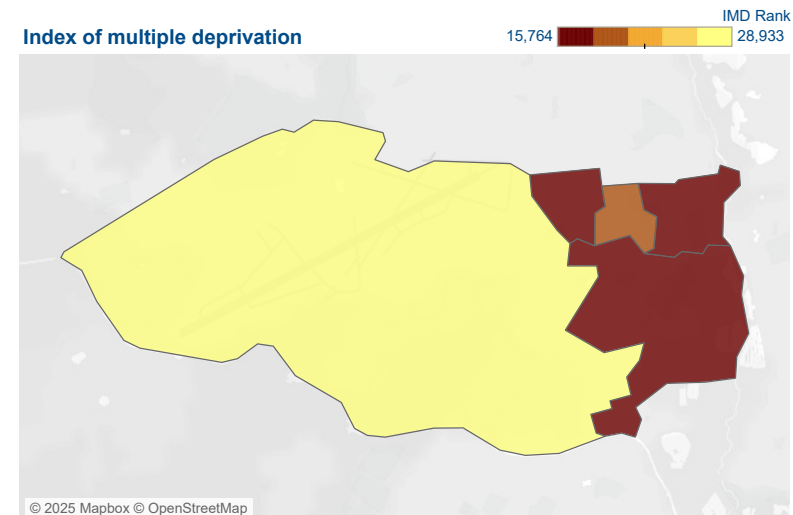 IMD Rank
Index of multiple deprivation
15,764
28,933
© 2025 Mapbox © OpenStreetMap